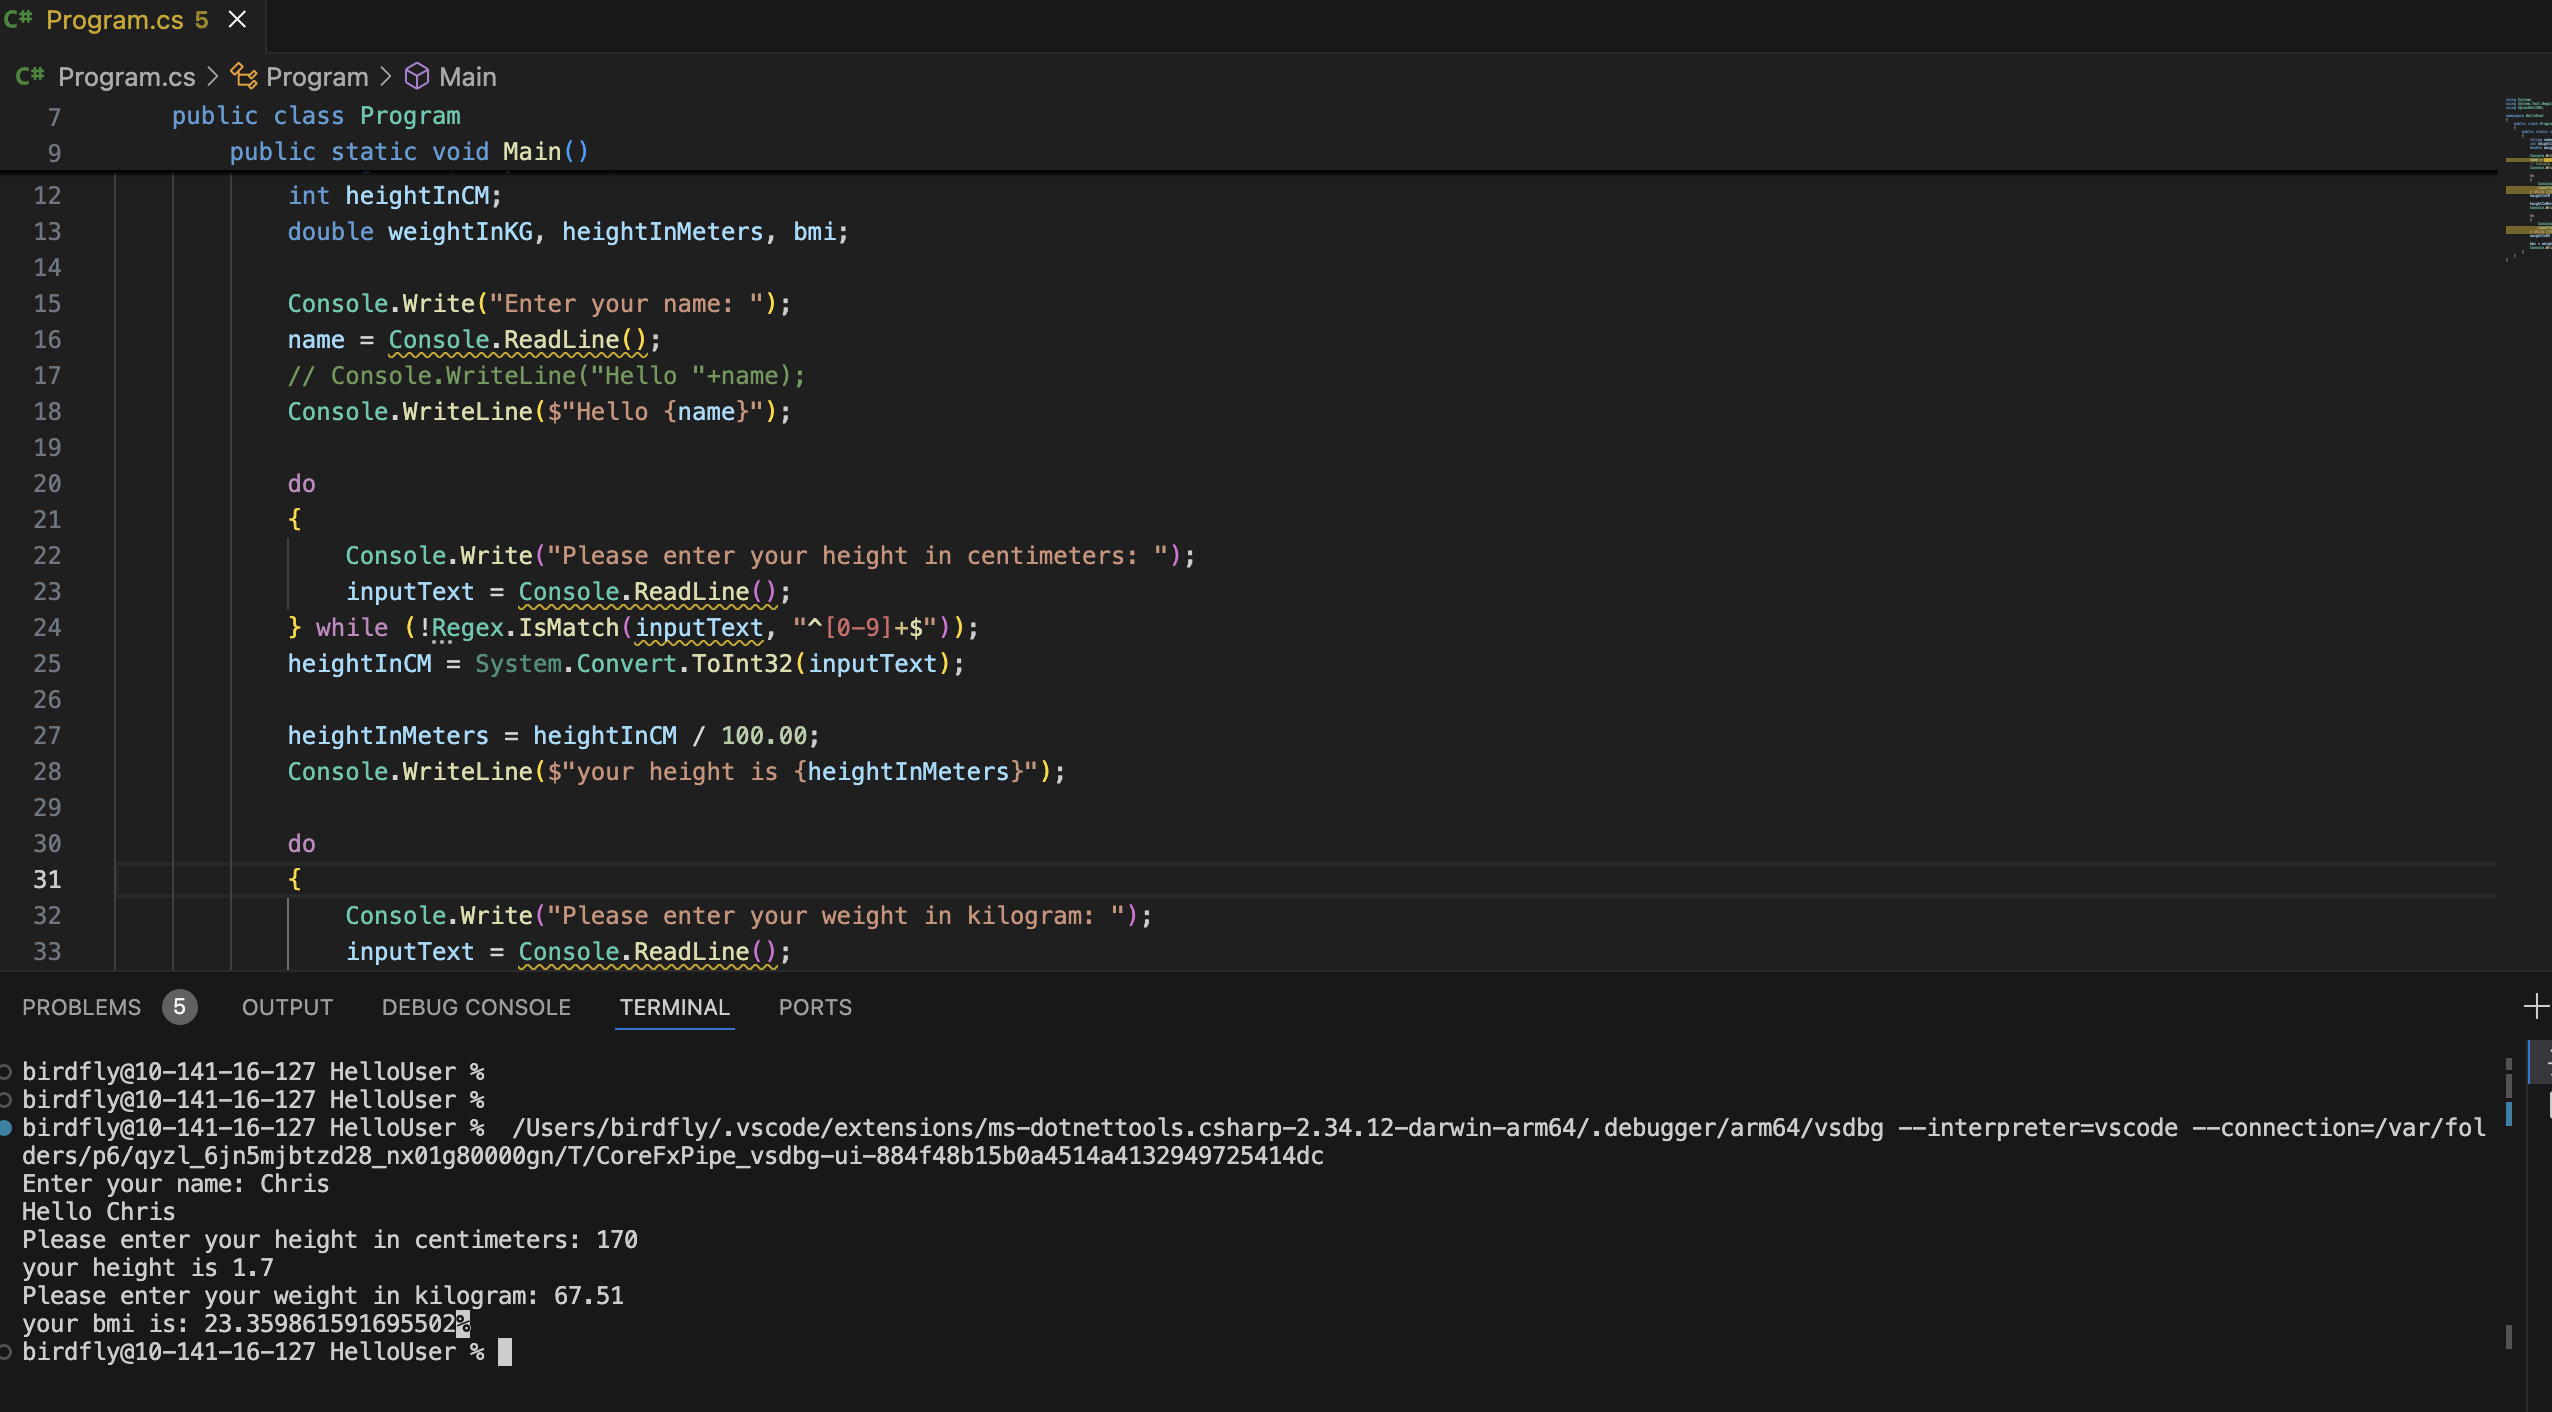 C# Program.cs 5 ×
C# Program.cs > Program > Main
7 public class Program
9 public static void Main()
12 int heightInCM;
13 double weightInKG, heightInMeters, bmi;
14
15 Console.Write("Enter your name: ");
16 name = Console.ReadLine();
17 // Console.WriteLine("Hello "+name);
18 Console.WriteLine($"Hello {name}");
19
20 do
21 {
22 Console.Write("Please enter your height in centimeters: ");
23 inputText = Console.ReadLine();
24 } while (!Regex.IsMatch(inputText, "^[0-9]+$"));
25 heightInCM = System.Convert.ToInt32(inputText);
26
27 heightInMeters = heightInCM / 100.00;
28 Console.WriteLine($"your height is {heightInMeters}");
29
30 do
31 {
32 Console.Write("Please enter your weight in kilogram: ");
33 inputText = Console.ReadLine();
PROBLEMS 5 OUTPUT DEBUG CONSOLE TERMINAL PORTS
birdfly@10-141-16-127 HelloUser %
birdfly@10-141-16-127 HelloUser %
birdfly@10-141-16-127 HelloUser %  /Users/birdfly/.vscode/extensions/ms-dotnettools.csharp-2.34.12-darwin-arm64/.debugger/arm64/vsdbg --interpreter=vscode --connection=/var/fol
ders/p6/qyzl_6jn5mjbtzd28_nx01g80000gn/T/CoreFxPipe_vsdbg-ui-884f48b15b0a4514a4132949725414dc
Enter your name: Chris
Hello Chris
Please enter your height in centimeters: 170
your height is 1.7
Please enter your weight in kilogram: 67.51
your bmi is: 23.359861591695502%
birdfly@10-141-16-127 HelloUser %